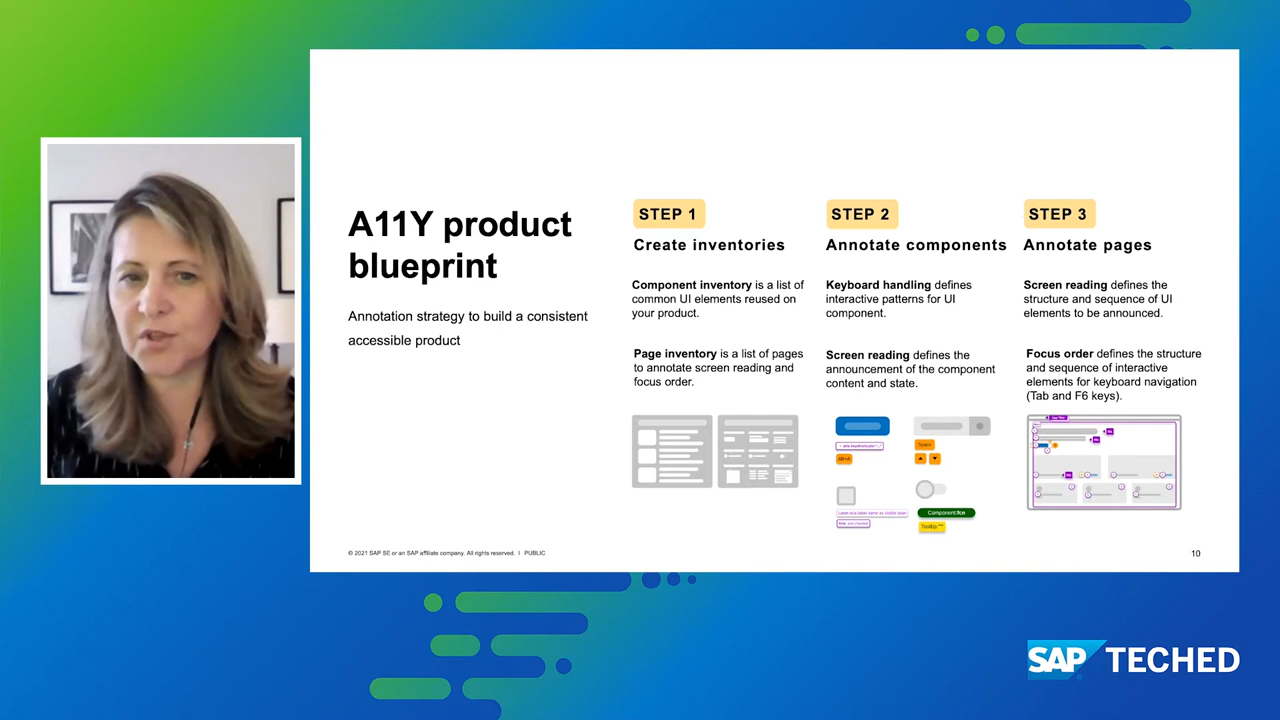 A11Y product
blueprint
Annotation strategy to build a consistent
accessible product
STEP 1
Create inventories
Component inventory is a list of
common UI elements reused on
your product.
Page inventory is a list of pages
to annotate screen reading and
focus order.
STEP 2
Annotate components
Keyboard handling defines
interactive patterns for UI
component.
Screen reading defines the
announcement of the component
content and state.
Space
Component:fcn
STEP 3
Annotate pages
Screen reading defines the
structure and sequence of UI
elements to be announced.
Focus order defines the structure
and sequence of interactive
elements for keyboard navigation
(Tab and F6 keys).
© 2021 SAP SE or an SAP affiliate company. All rights reserved. I PUBLIC
10
SAP TECHED